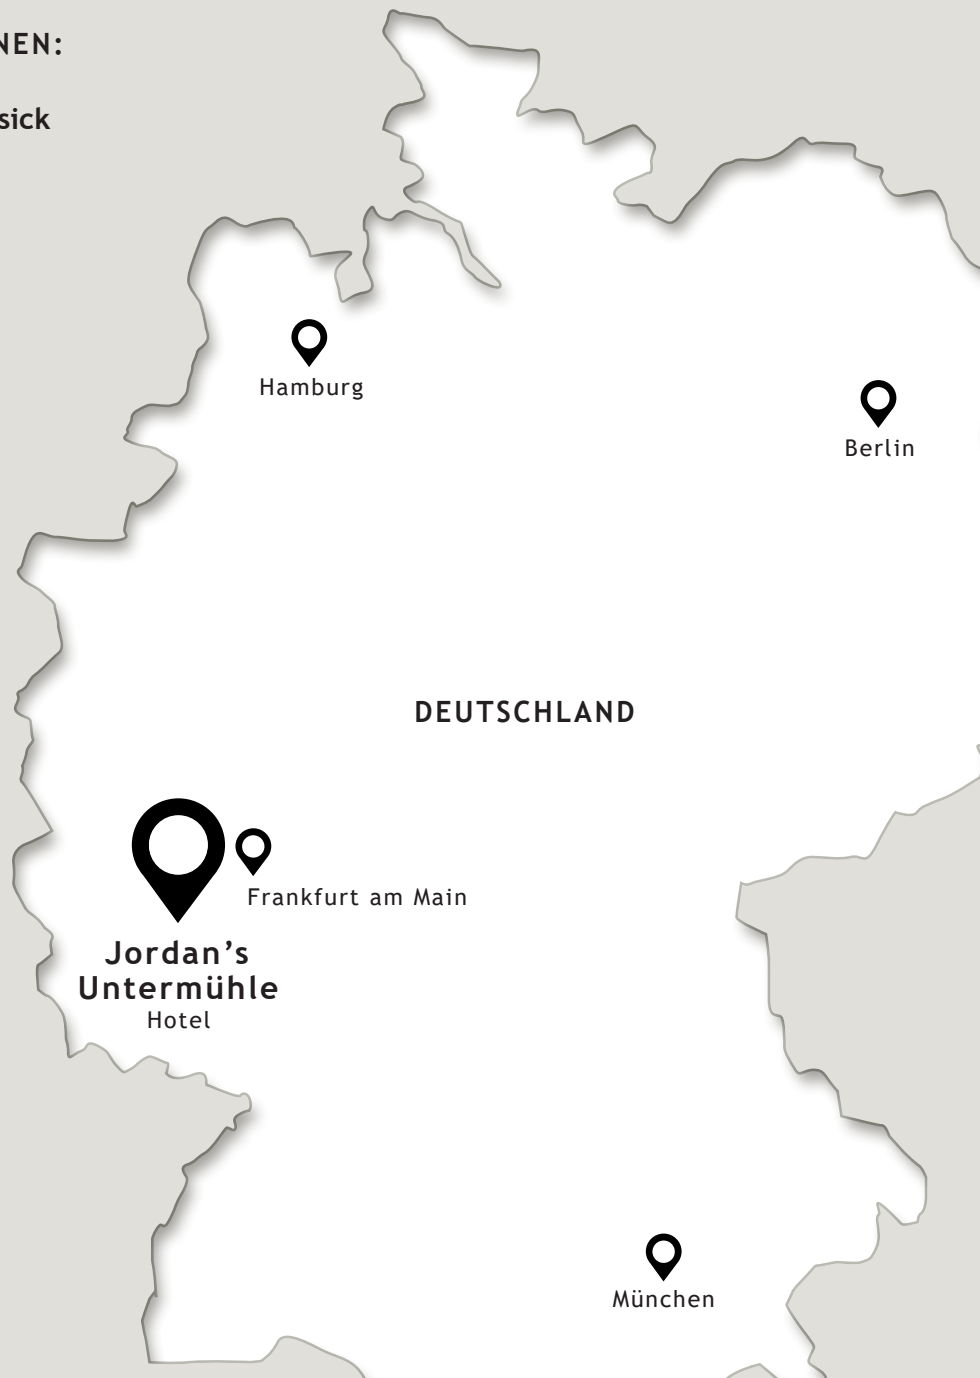 NEN:
sick
Hamburg
Berlin
DEUTSCHLAND
Frankfurt am Main
Jordan’s
Untermühle
Hotel
München